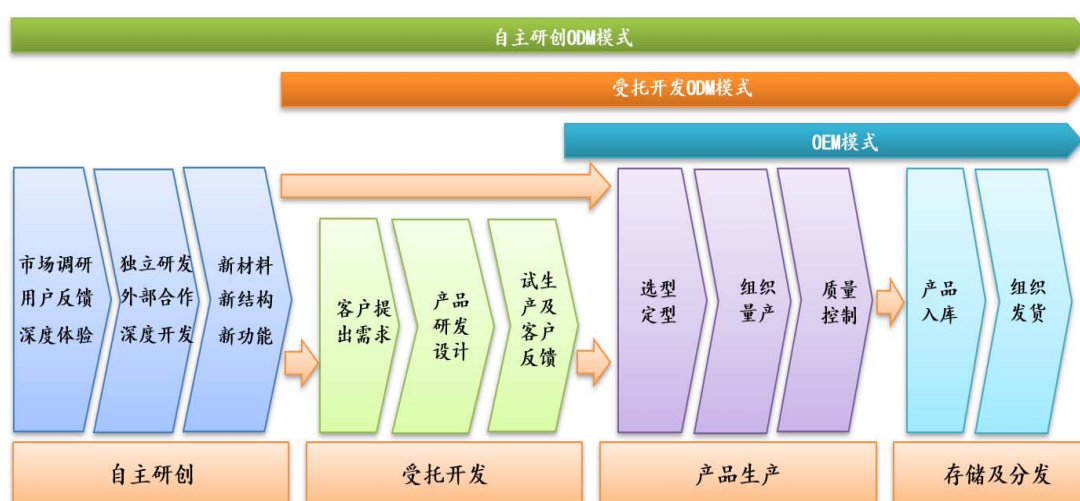 自主研创ODM模式
受托开发ODM模式
OEM模式
市场调研
用户反馈
深度体验
独立研发
外部合作
深度开发
新材料
新结构
新功能
客户提
出需求
产品
研发
设计
试生
产及
客户
反馈
选型
定型
组织
量产
质量
控制
产品
入库
组织
发货
自主研创
受托开发
产品生产
存储及分发